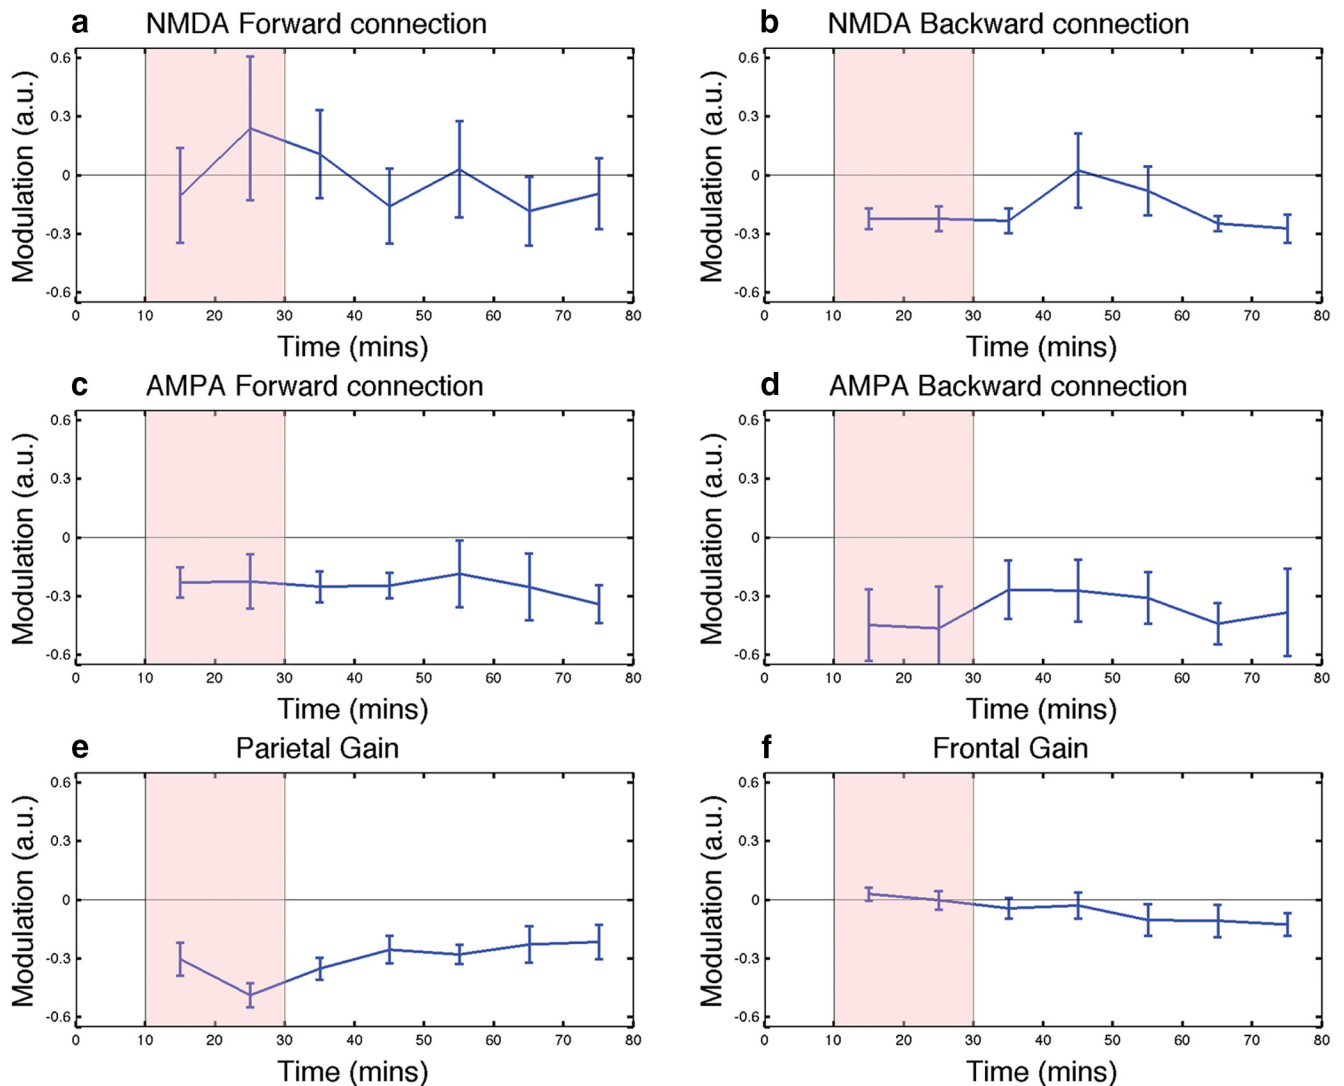 a NMDA Forward connection
0.6
0.3
0
-0.3
-0.6
Modulation (a.u.)
0 10 20 30 40 50 60 70 80
Time (mins)
b NMDA Backward connection
0.6
0.3
0
-0.3
-0.6
Modulation (a.u.)
0 10 20 30 40 50 60 70 80
Time (mins)
c AMPA Forward connection
0.6
0.3
0
-0.3
-0.6
Modulation (a.u.)
0 10 20 30 40 50 60 70 80
Time (mins)
d AMPA Backward connection
0.6
0.3
0
-0.3
-0.6
Modulation (a.u.)
0 10 20 30 40 50 60 70 80
Time (mins)
e Parietal Gain
0.6
0.3
0
-0.3
-0.6
Modulation (a.u.)
0 10 20 30 40 50 60 70 80
Time (mins)
f Frontal Gain
0.6
0.3
0
-0.3
-0.6
Modulation (a.u.)
0 10 20 30 40 50 60 70 80
Time (mins)